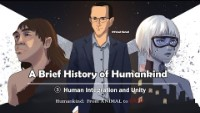 A Brief History of Humankind
Human Integration and Unity
Humankind: From ANIMAL to